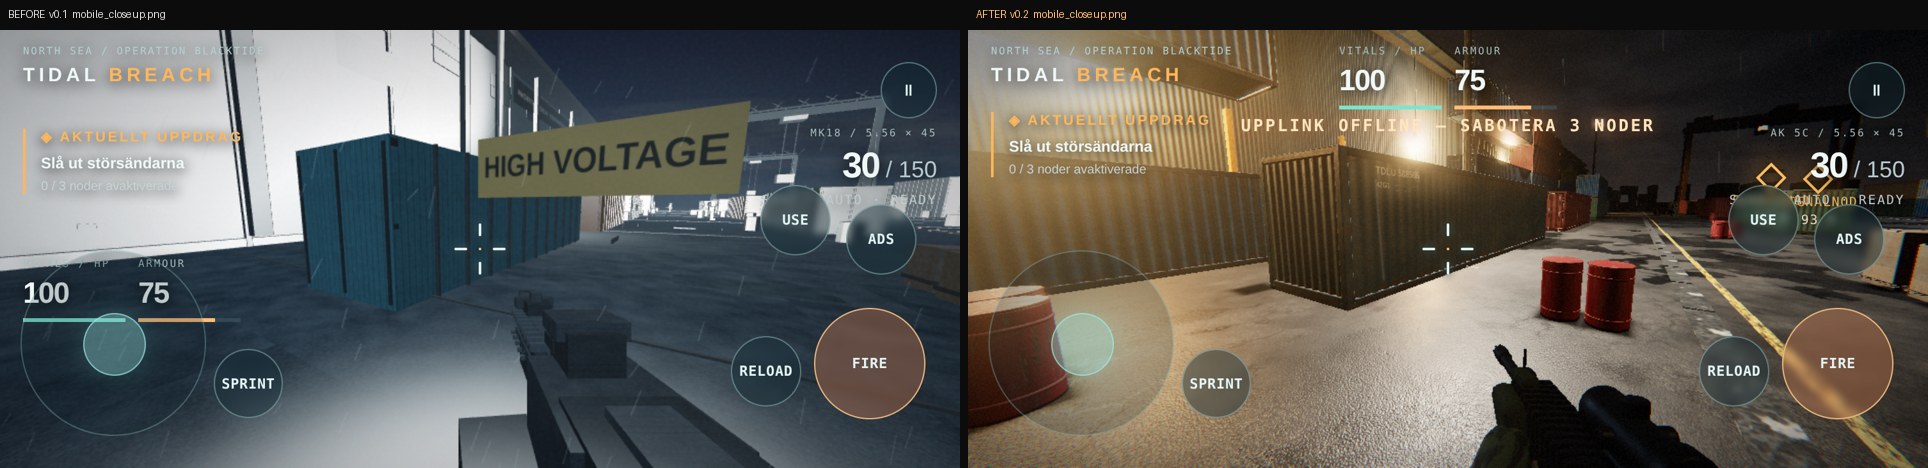 BEFORE v0.1 mobile_closeup.png
NORTH SEA / OPERATION BLACKTIDE
TIDAL BREACH
AKTUELLT UPPDRAG
Slå ut störsändarna
0 / 3 noder avaktiverade
HIGH VOLTAGE
MK18 / 5.56 × 45
30 / 150
AUTO · READY
USE
ADS
/ HP
ARMOUR
100
75
SPRINT
RELOAD
FIRE
AFTER v0.2 mobile_closeup.png
NORTH SEA / OPERATION BLACKTIDE
TIDAL BREACH
VITALS / HP
ARMOUR
100
75
AKTUELLT UPPDRAG
UPPLINK OFFLINE — SABOTERA 3 NODER
Slå ut störsändarna
0 / 3 noder avaktiverade
AK 5C / 5.56 × 45
30 / 150
AUTO · READY
USE
93
ADS
SPRINT
RELOAD
FIRE